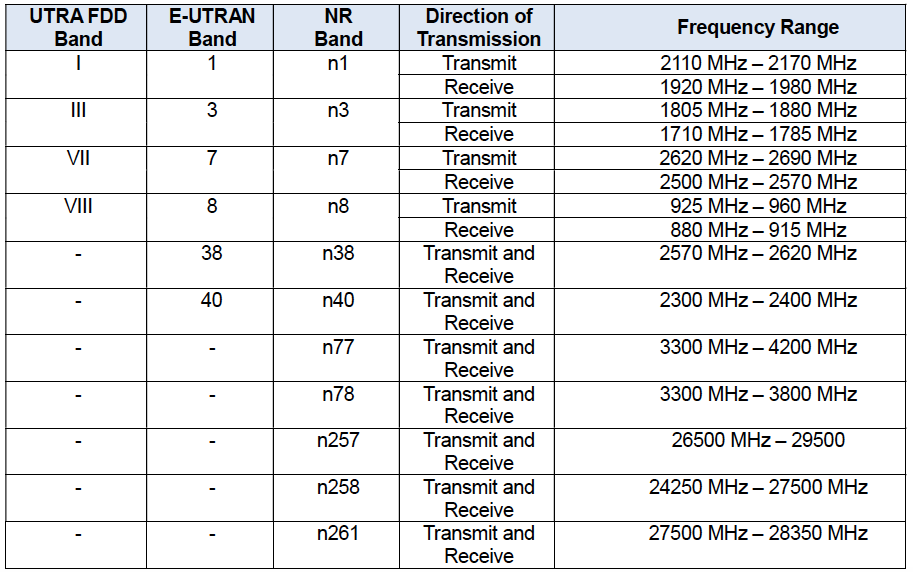 UTRA FDD Band | E-UTRAN Band | NR Band | Direction of Transmission | Frequency Range
I | 1 | n1 | Transmit | 2110 MHz – 2170 MHz
Receive | 1920 MHz – 1980 MHz
III | 3 | n3 | Transmit | 1805 MHz – 1880 MHz
Receive | 1710 MHz – 1785 MHz
VII | 7 | n7 | Transmit | 2620 MHz – 2690 MHz
Receive | 2500 MHz – 2570 MHz
VIII | 8 | n8 | Transmit | 925 MHz – 960 MHz
Receive | 880 MHz – 915 MHz
- | 38 | n38 | Transmit and Receive | 2570 MHz – 2620 MHz
- | 40 | n40 | Transmit and Receive | 2300 MHz – 2400 MHz
- | - | n77 | Transmit and Receive | 3300 MHz – 4200 MHz
- | - | n78 | Transmit and Receive | 3300 MHz – 3800 MHz
- | - | n257 | Transmit and Receive | 26500 MHz – 29500
- | - | n258 | Transmit and Receive | 24250 MHz – 27500 MHz
- | - | n261 | Transmit and Receive | 27500 MHz – 28350 MHz